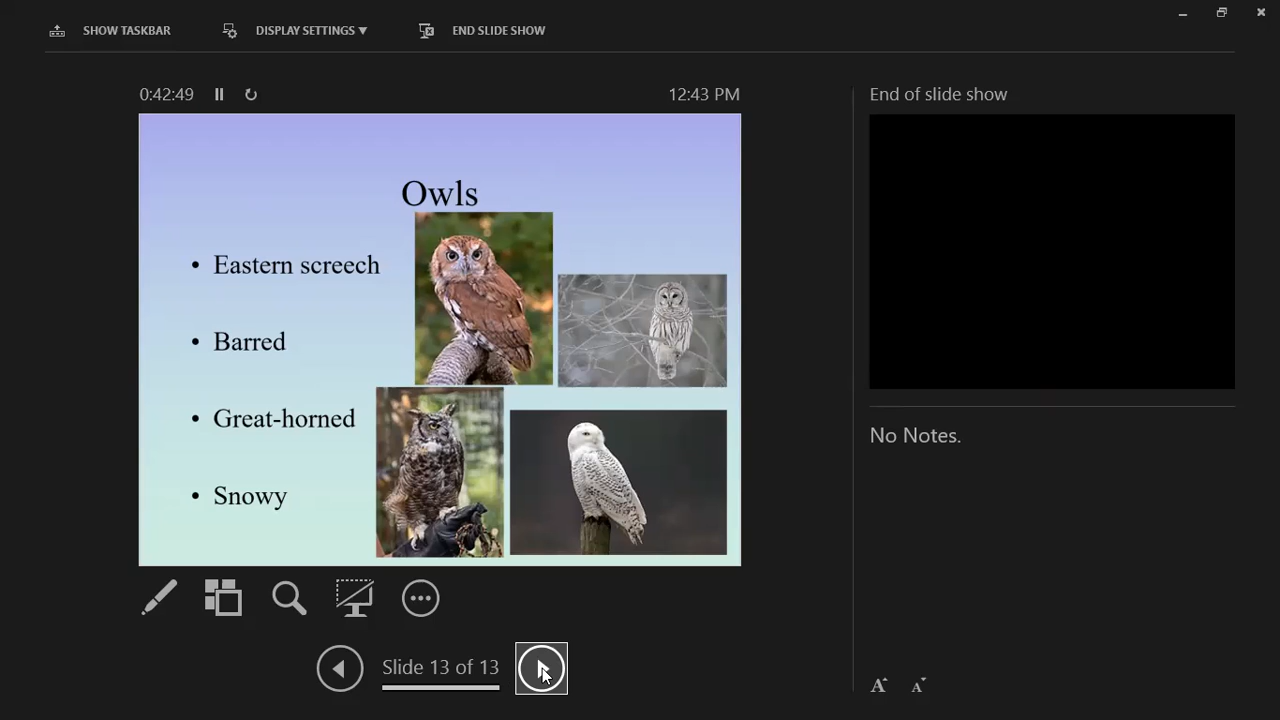 SHOW TASKBAR
DISPLAY SETTINGS ▼
END SLIDE SHOW
0:42:49
12:43 PM
End of slide show
Owls
• Eastern screech
• Barred
• Great-horned
• Snowy
No Notes.
Slide 13 of 13
A A